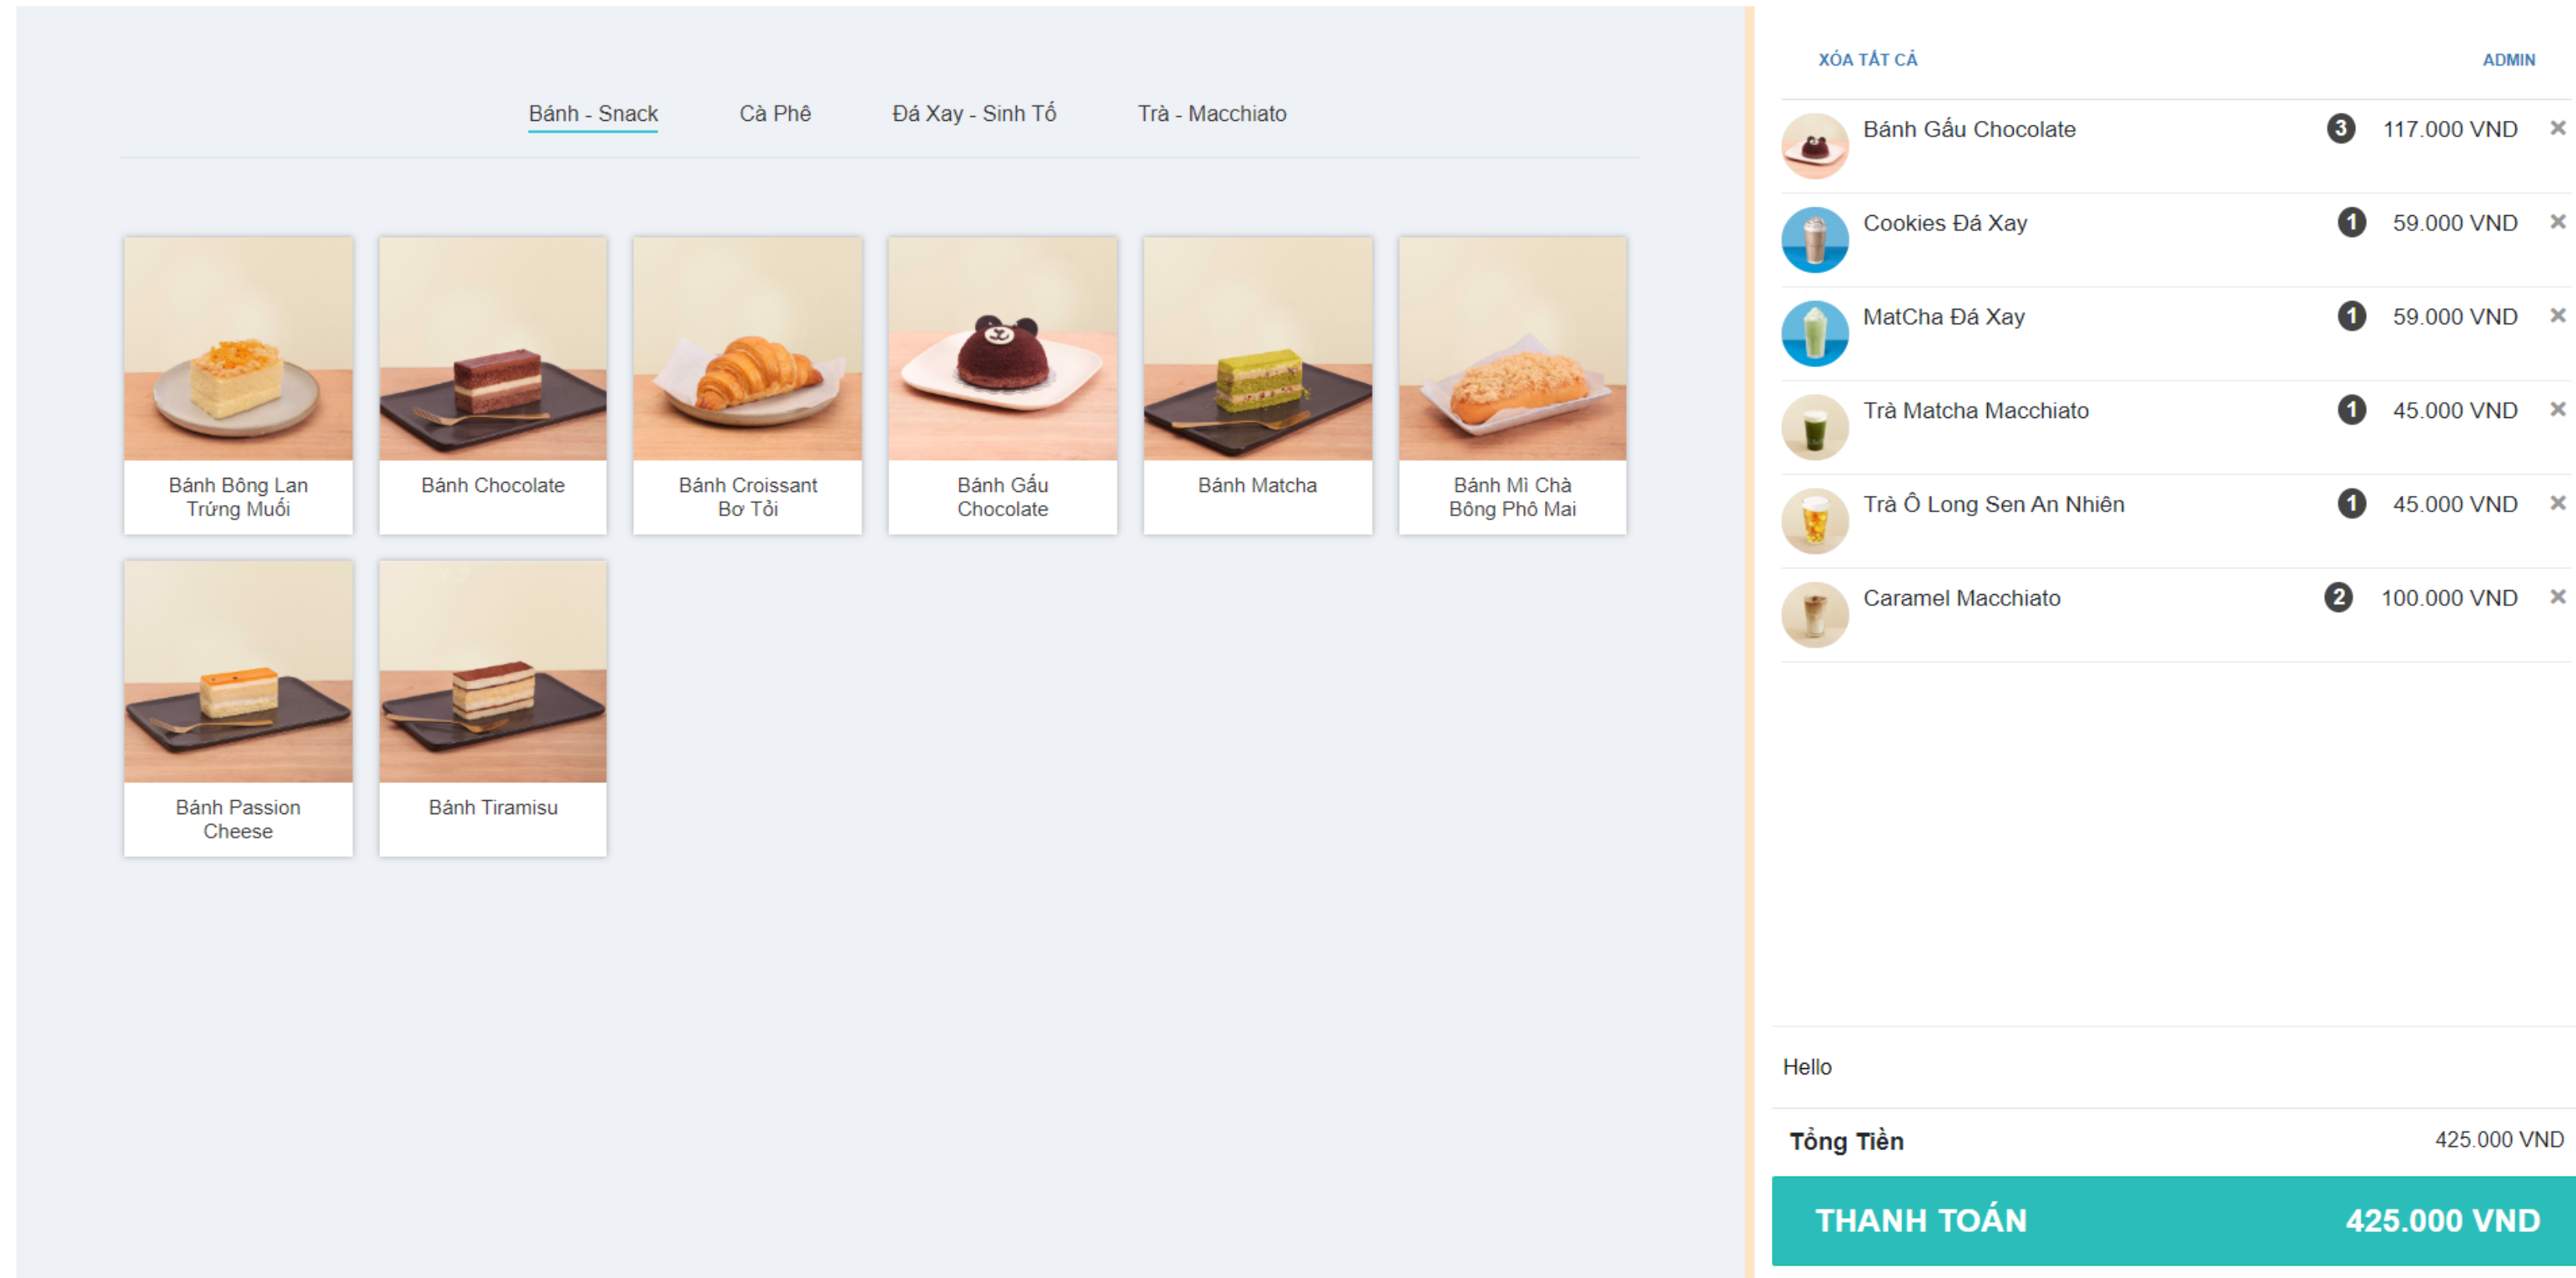 Bánh - Snack Cà Phê Đá Xay - Sinh Tố Trà - Macchiato
Bánh Bông Lan
Trứng Muối
Bánh Chocolate
Bánh Croissant
Bơ Tỏi
Bánh Gấu
Chocolate
Bánh Matcha
Bánh Mì Chà
Bông Phô Mai
Bánh Passion
Cheese
Bánh Tiramisu
XÓA TẤT CẢ ADMIN
Bánh Gấu Chocolate 3 117.000 VND ×
Cookies Đá Xay 1 59.000 VND ×
MatCha Đá Xay 1 59.000 VND ×
Trà Matcha Macchiato 1 45.000 VND ×
Trà Ô Long Sen An Nhiên 1 45.000 VND ×
Caramel Macchiato 2 100.000 VND ×
Hello
Tổng Tiền 425.000 VND
THANH TOÁN 425.000 VND